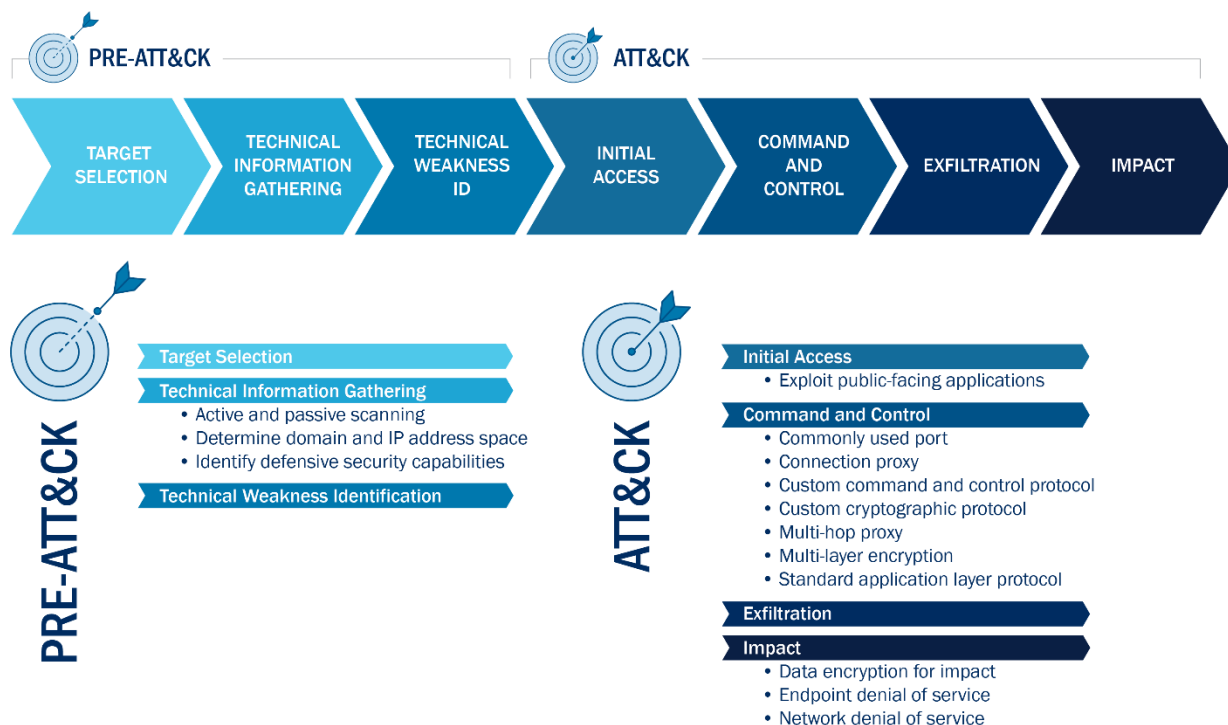 PRE-ATT&CK
ATT&CK
TARGET
SELECTION
TECHNICAL
INFORMATION
GATHERING
TECHNICAL
WEAKNESS
ID
INITIAL
ACCESS
COMMAND
AND
CONTROL
EXFILTRATION
IMPACT
PRE-ATT&CK
Target Selection
Technical Information Gathering
• Active and passive scanning
• Determine domain and IP address space
• Identify defensive security capabilities
Technical Weakness Identification
ATT&CK
Initial Access
• Exploit public-facing applications
Command and Control
• Commonly used port
• Connection proxy
• Custom command and control protocol
• Custom cryptographic protocol
• Multi-hop proxy
• Multi-layer encryption
• Standard application layer protocol
Exfiltration
Impact
• Data encryption for impact
• Endpoint denial of service
• Network denial of service